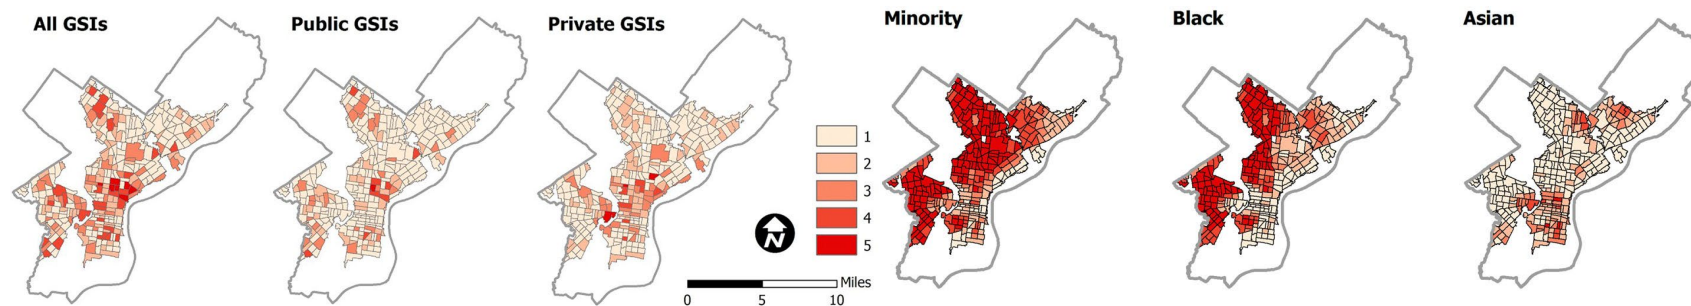 All GSIs
Public GSIs
Private GSIs
Minority
Black
Asian
1
2
3
4
5
N
Miles
0 5 10